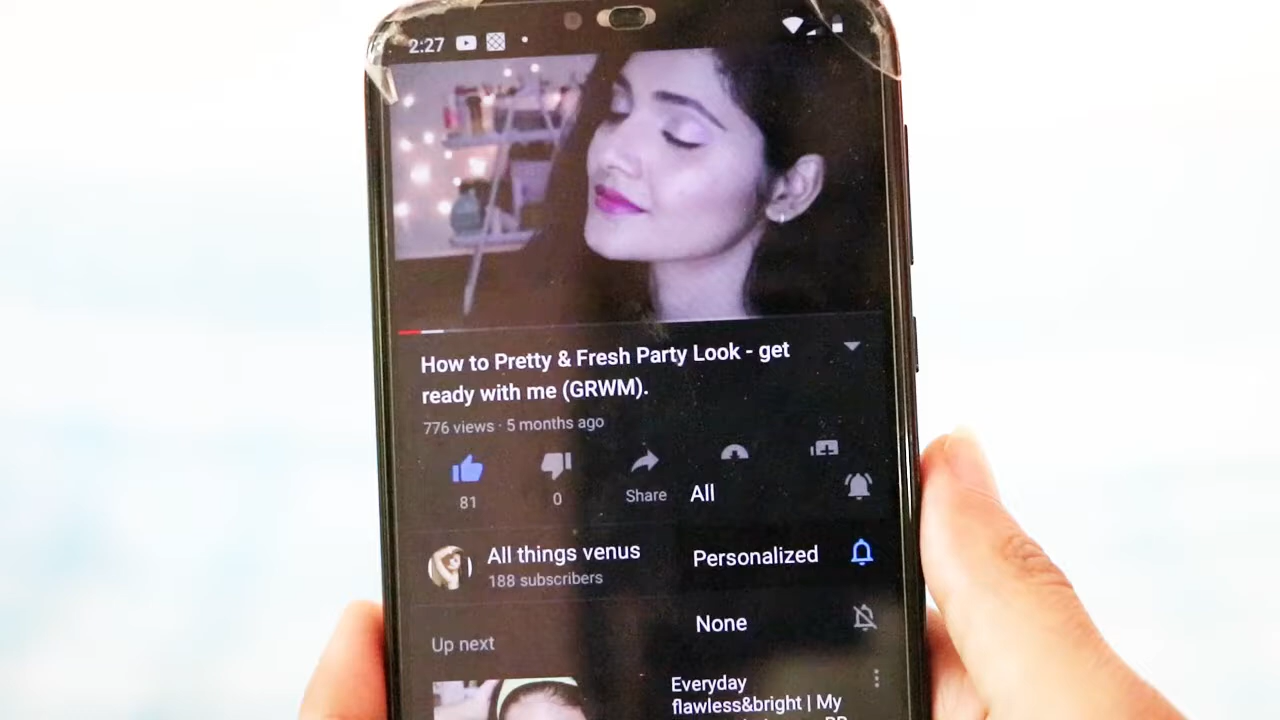 2:27
How to Pretty & Fresh Party Look - get
ready with me (GRWM).
776 views · 5 months ago
81
0
Share
All
All things venus
188 subscribers
Personalized
None
Up next
Everyday
flawless&bright | My